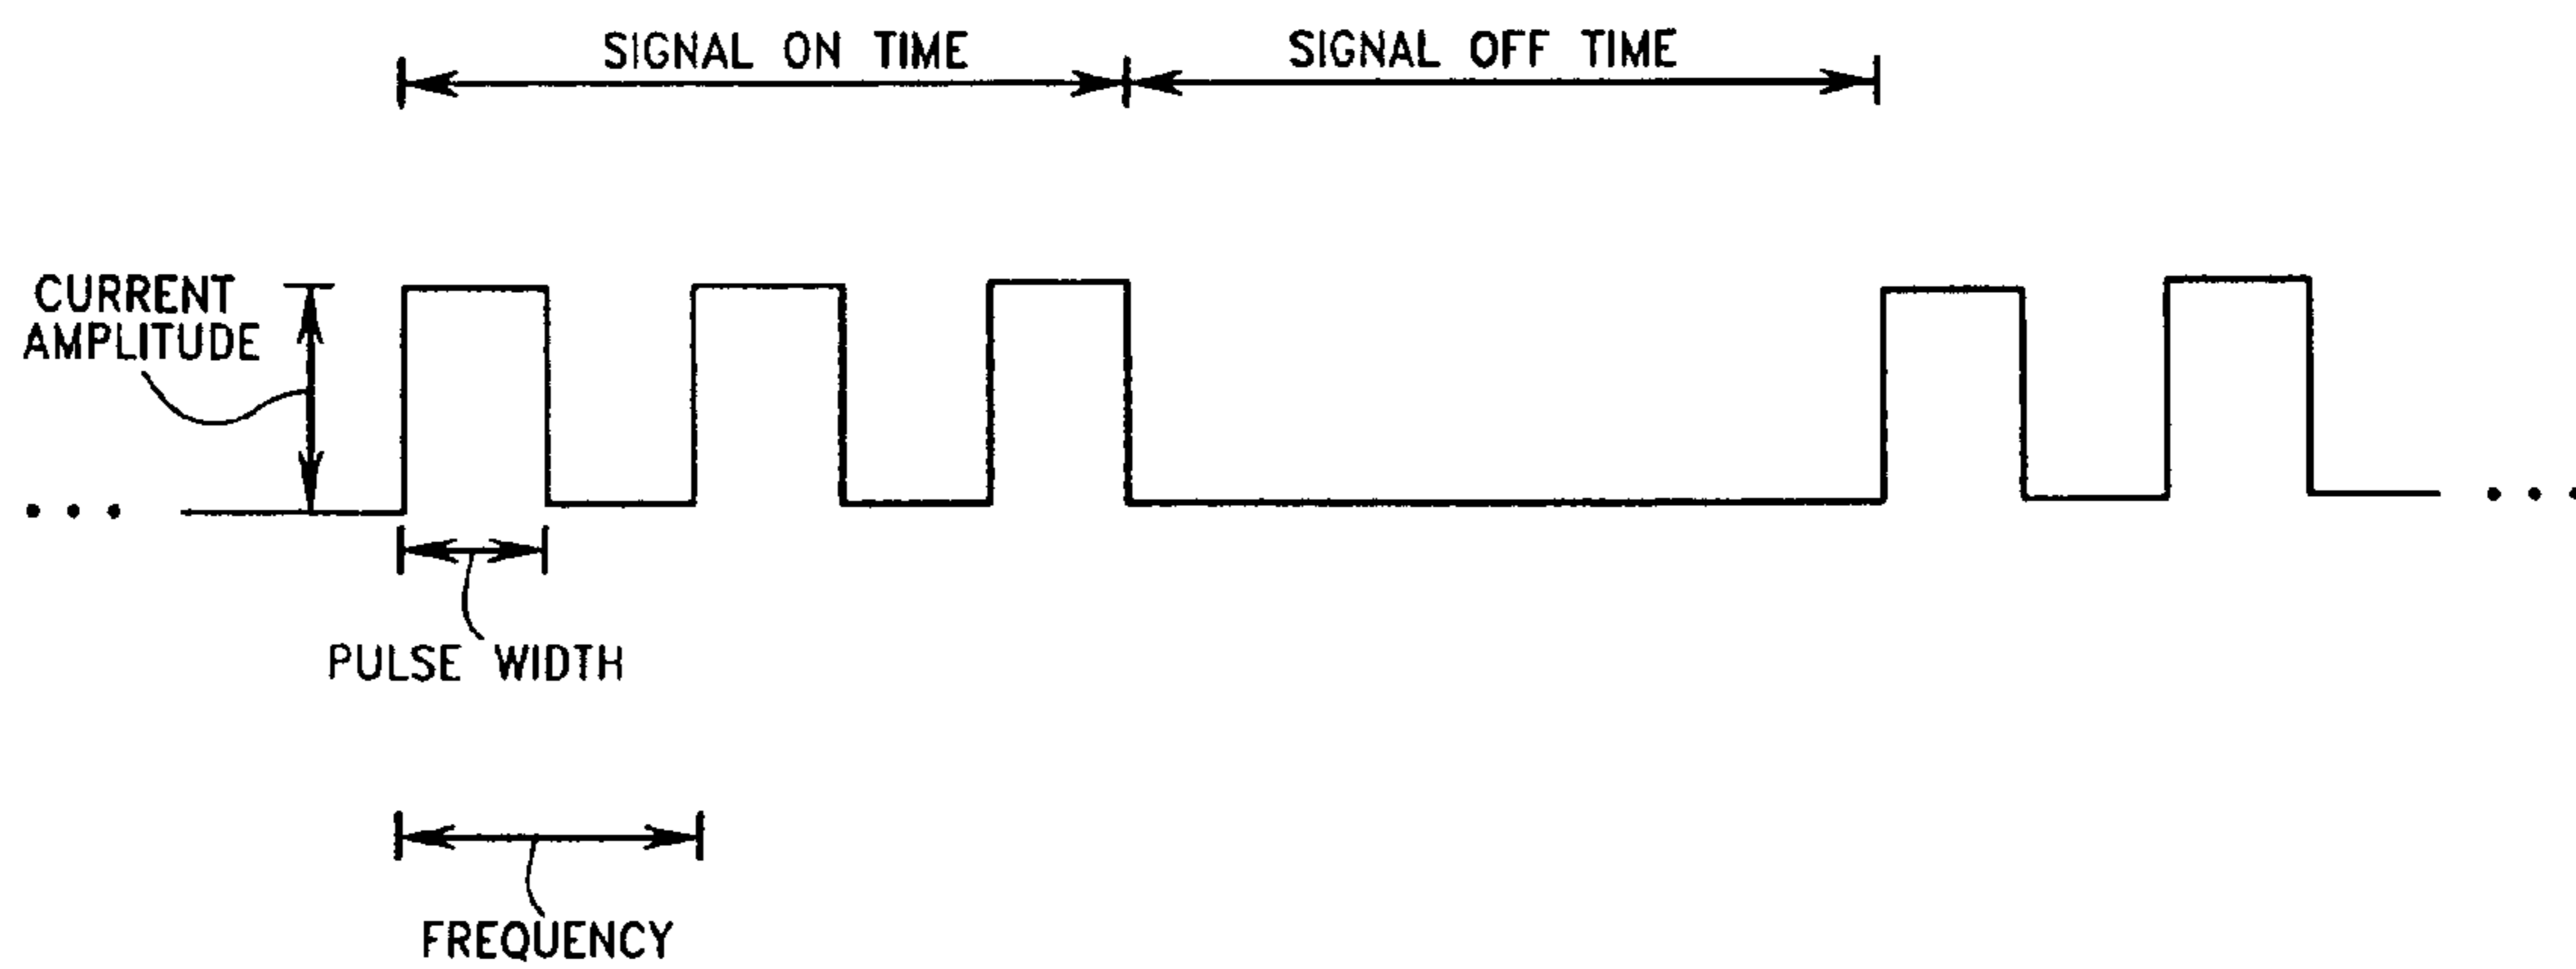 SIGNAL ON TIME
SIGNAL OFF TIME
CURRENT
AMPLITUDE
PULSE WIDTH
FREQUENCY